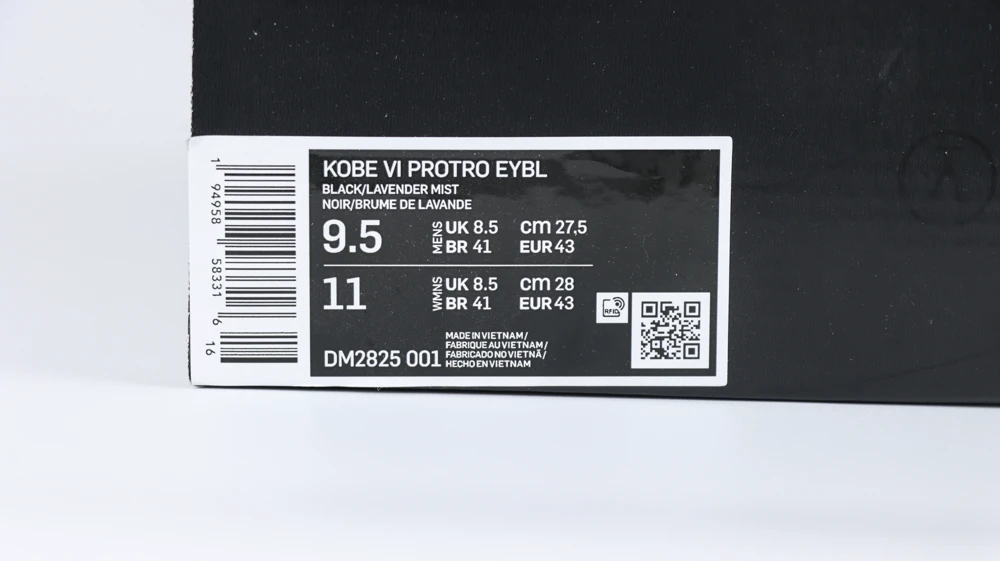 1 94958 58331 6 16
KOBE VI PROTRO EYBL
BLACK/LAVENDER MIST
NOIR/BRUME DE LAVANDE
9.5 MENS UK 8.5 cm 27,5
BR 41 EUR 43
11 WMNS UK 8.5 cm 28
BR 41 EUR 43
RFID
DM2825 001
MADE IN VIETNAM/
FABRIQUE AU VIETNAM/
FABRICADO NO VIETNÃ/
HECHO EN VIETNAM